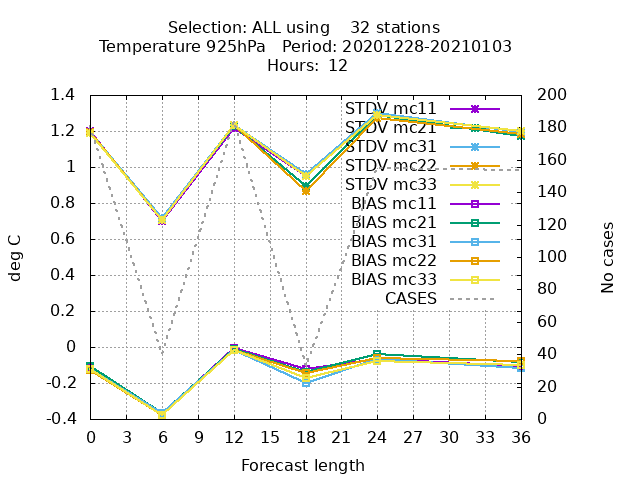 Selection: ALL using    32 stations
Temperature 925hPa   Period: 20201228-20210103
Hours:  12
1.4
1.2
1
0.8
0.6
0.4
0.2
0
-0.2
-0.4
deg C
200
180
160
140
120
100
80
60
40
20
0
No cases
STDV mc11
STDV mc21
STDV mc31
STDV mc22
STDV mc33
BIAS mc11
BIAS mc21
BIAS mc31
BIAS mc22
BIAS mc33
CASES
0 3 6 9 12 15 18 21 24 27 30 33 36
Forecast length